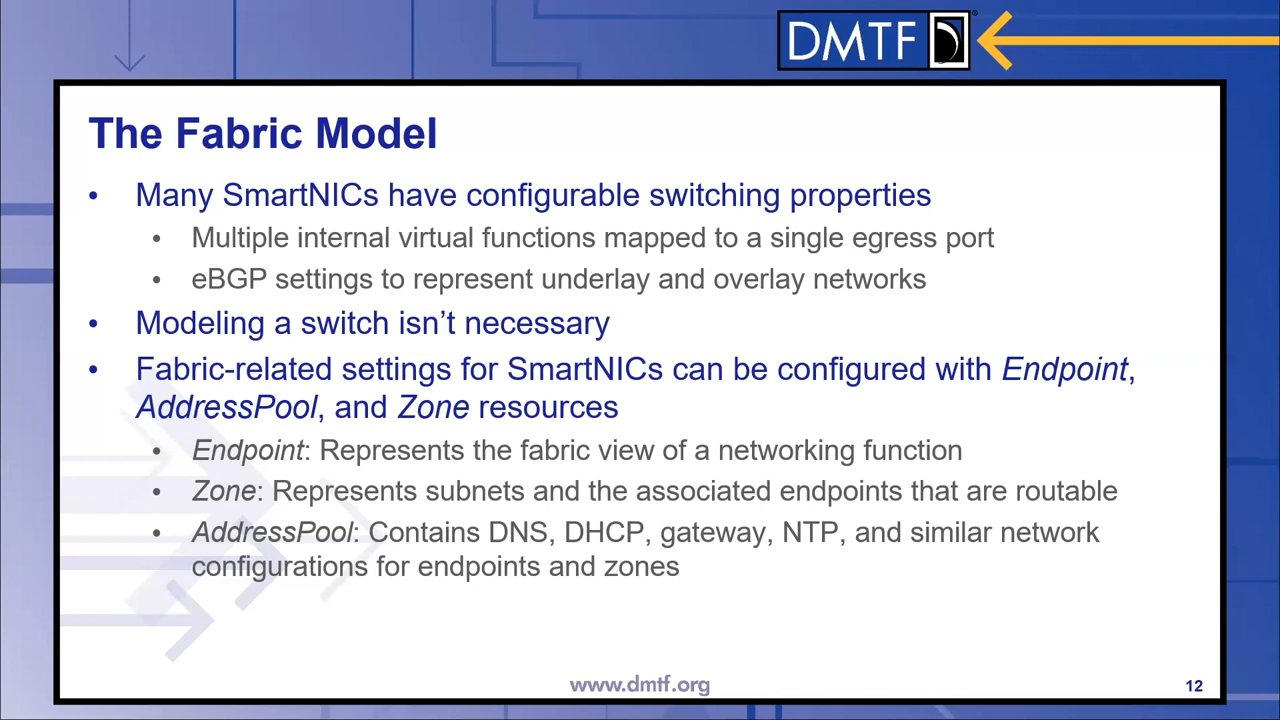 DMTF
The Fabric Model
• Many SmartNICs have configurable switching properties
• Multiple internal virtual functions mapped to a single egress port
• eBGP settings to represent underlay and overlay networks
• Modeling a switch isn’t necessary
• Fabric-related settings for SmartNICs can be configured with Endpoint,
AddressPool, and Zone resources
• Endpoint: Represents the fabric view of a networking function
• Zone: Represents subnets and the associated endpoints that are routable
• AddressPool: Contains DNS, DHCP, gateway, NTP, and similar network
configurations for endpoints and zones
www.dmtf.org
12